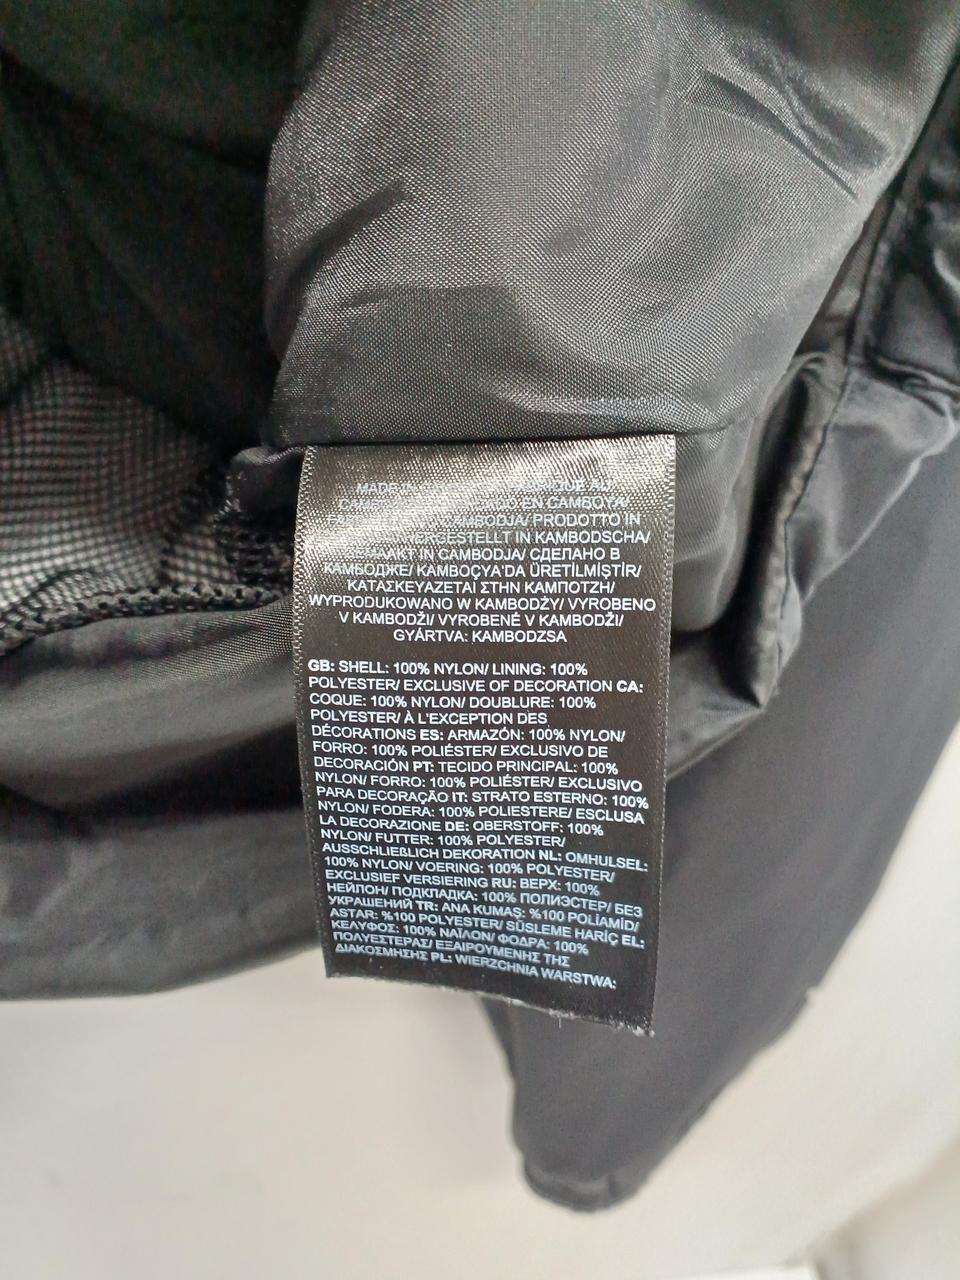 EN CAMBOYA/
CAMBODJA/ PRODOTTO IN
HERGESTELLT IN KAMBODSCHA/
GEMAAKT IN CAMBODJA/ СДЕЛАНО В
КАМБОДЖЕ/ KAMBOÇYA'DA ÜRETİLMİŞTİR/
ΚΑΤΑΣΚΕΥΑΖΕΤΑΙ ΣΤΗΝ ΚΑΜΠΟΤΖΗ/
WYPRODUKOWANO W KAMBODŻY/ VYROBENO
V KAMBODŽI/ VYROBENÉ V KAMBODŽI/
GYÁRTVA: KAMBODZSA
GB: SHELL: 100% NYLON/ LINING: 100%
POLYESTER/ EXCLUSIVE OF DECORATION CA:
COQUE: 100% NYLON/ DOUBLURE: 100%
POLYESTER/ À L'EXCEPTION DES
DÉCORATIONS ES: ARMAZÓN: 100% NYLON/
FORRO: 100% POLIÉSTER/ EXCLUSIVO DE
DECORACIÓN PT: TECIDO PRINCIPAL: 100%
NYLON/ FORRO: 100% POLIÉSTER/ EXCLUSIVO
PARA DECORAÇÃO IT: STRATO ESTERNO: 100%
NYLON/ FODERA: 100% POLIESTERE/ ESCLUSA
LA DECORAZIONE DE: OBERSTOFF: 100%
NYLON/ FUTTER: 100% POLYESTER/
AUSSCHLIEßLICH DEKORATION NL: OMHULSEL:
100% NYLON/ VOERING: 100% POLYESTER/
EXCLUSIEF VERSIERING RU: ВЕРХ: 100%
НЕЙЛОН/ ПОДКЛАДКА: 100% ПОЛИЭСТЕР/ БЕЗ
УКРАШЕНИЙ TR: ANA KUMAŞ: %100 POLİAMİD/
ASTAR: %100 POLYESTER/ SÜSLEME HARİÇ EL:
ΚΕΛΥΦΟΣ: 100% ΝΑΪΛΟΝ/ ΦΟΔΡΑ: 100%
ΠΟΛΥΕΣΤΕΡΑΣ/ ΕΞΑΙΡΟΥΜΕΝΗΣ ΤΗΣ
ΔΙΑΚΟΣΜΗΣΗΣ PL: WIERZCHNIA WARSTWA: